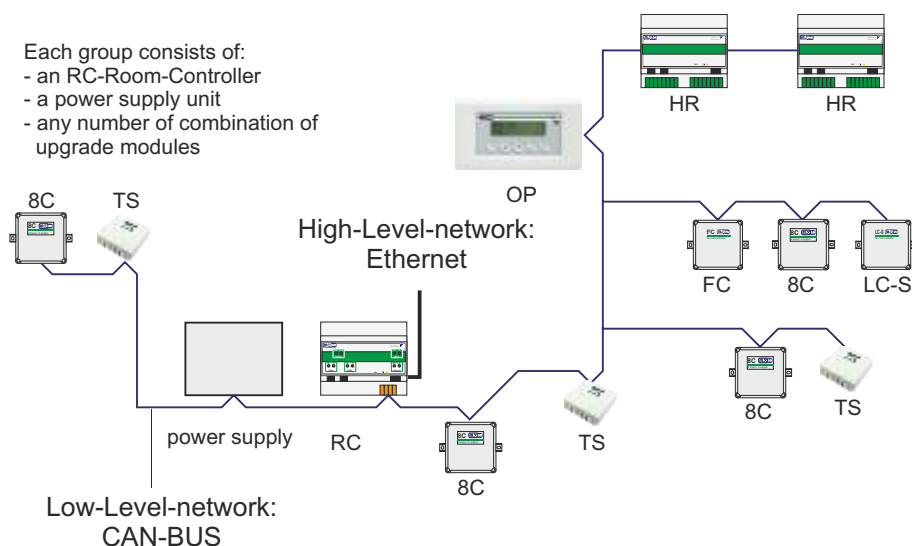 Each group consists of:
- an RC-Room-Controller
- a power supply unit
- any number of combination of
upgrade modules
HR
HR
OP
8C
TS
High-Level-network:
Ethernet
FC
8C
LC-S
8C
TS
power supply
RC
8C
TS
Low-Level-network:
CAN-BUS